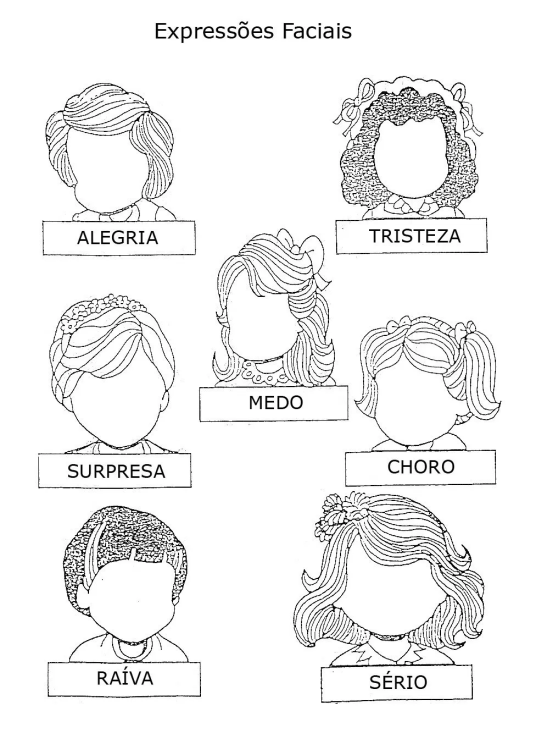 Expressões Faciais
ALEGRIA
TRISTEZA
MEDO
SURPRESA
CHORO
RAÍVA
SÉRIO